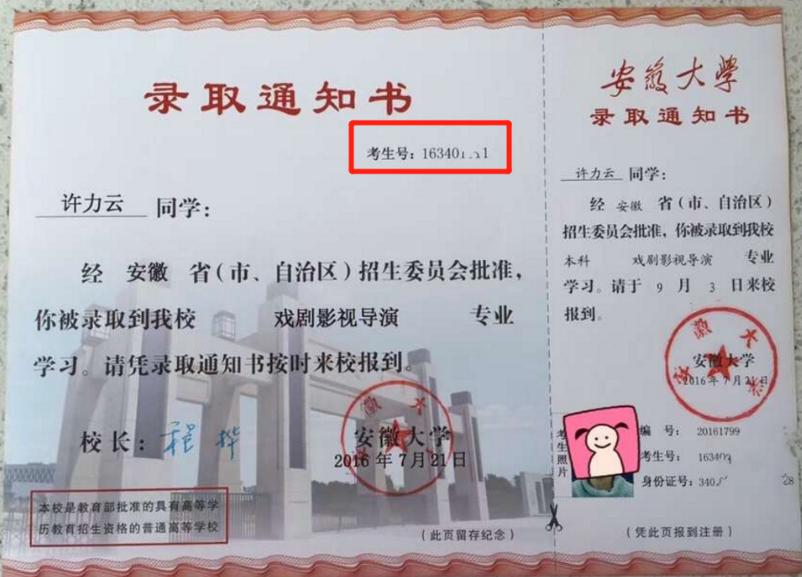 录取通知书
考生号：16340
许力云 同学：
经 安徽 省（市、自治区）招生委员会批准，
你被录取到我校 戏剧影视导演 专业
学习。请凭录取通知书按时来校报到。
校长：程桦
安徽大学
2016年7月21日
本校是教育部批准的具有高等学
历教育招生资格的普通高等学校
（此页留存纪念）
安徽大学
录取通知书
许力云 同学：
经 安徽 省（市、自治区）
招生委员会批准，你被录取到我校
本科 戏剧影视导演 专业
学习。请于 9 月 3 日来校
报到。
安徽大学
2016年7月21日
考生照片
编 号：20161799
考生号：16340
身份证号：340
28
（凭此页报到注册）